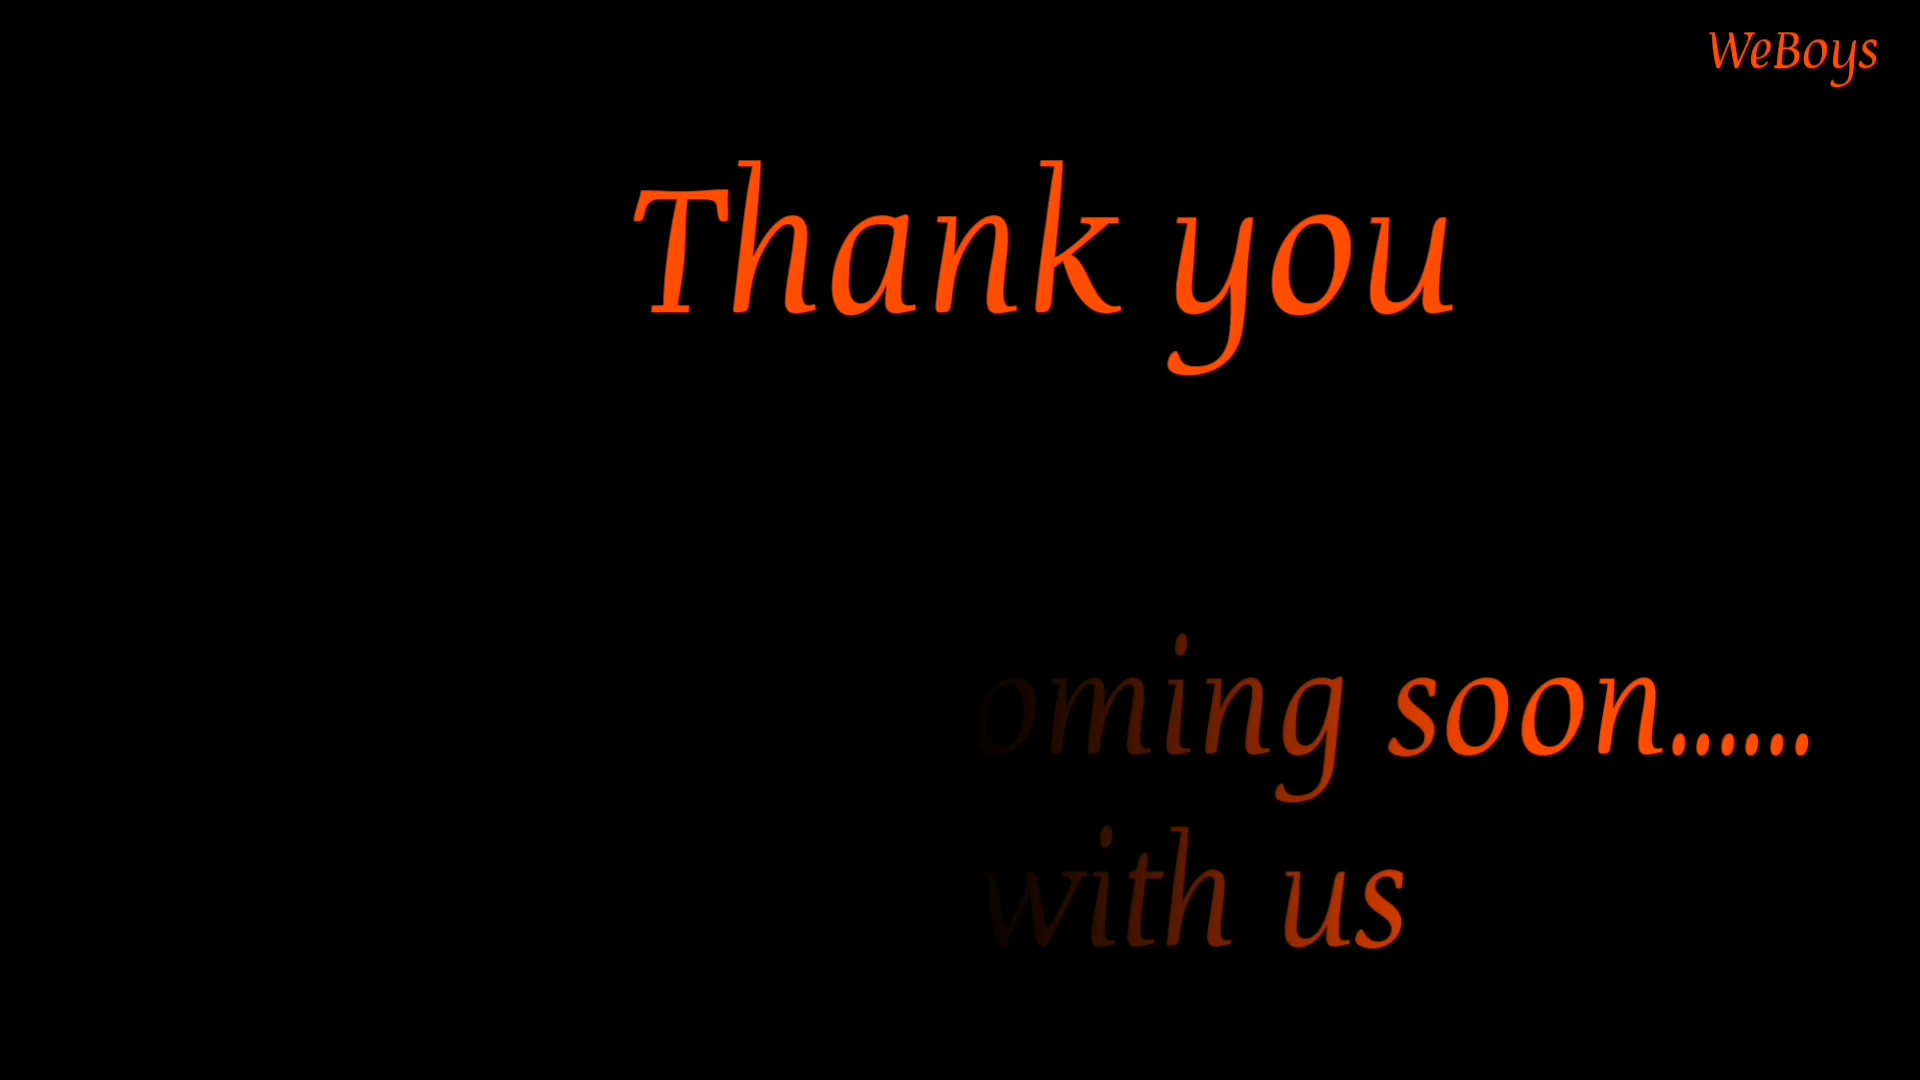 WeBoys
Thank you
oming soon......
with us